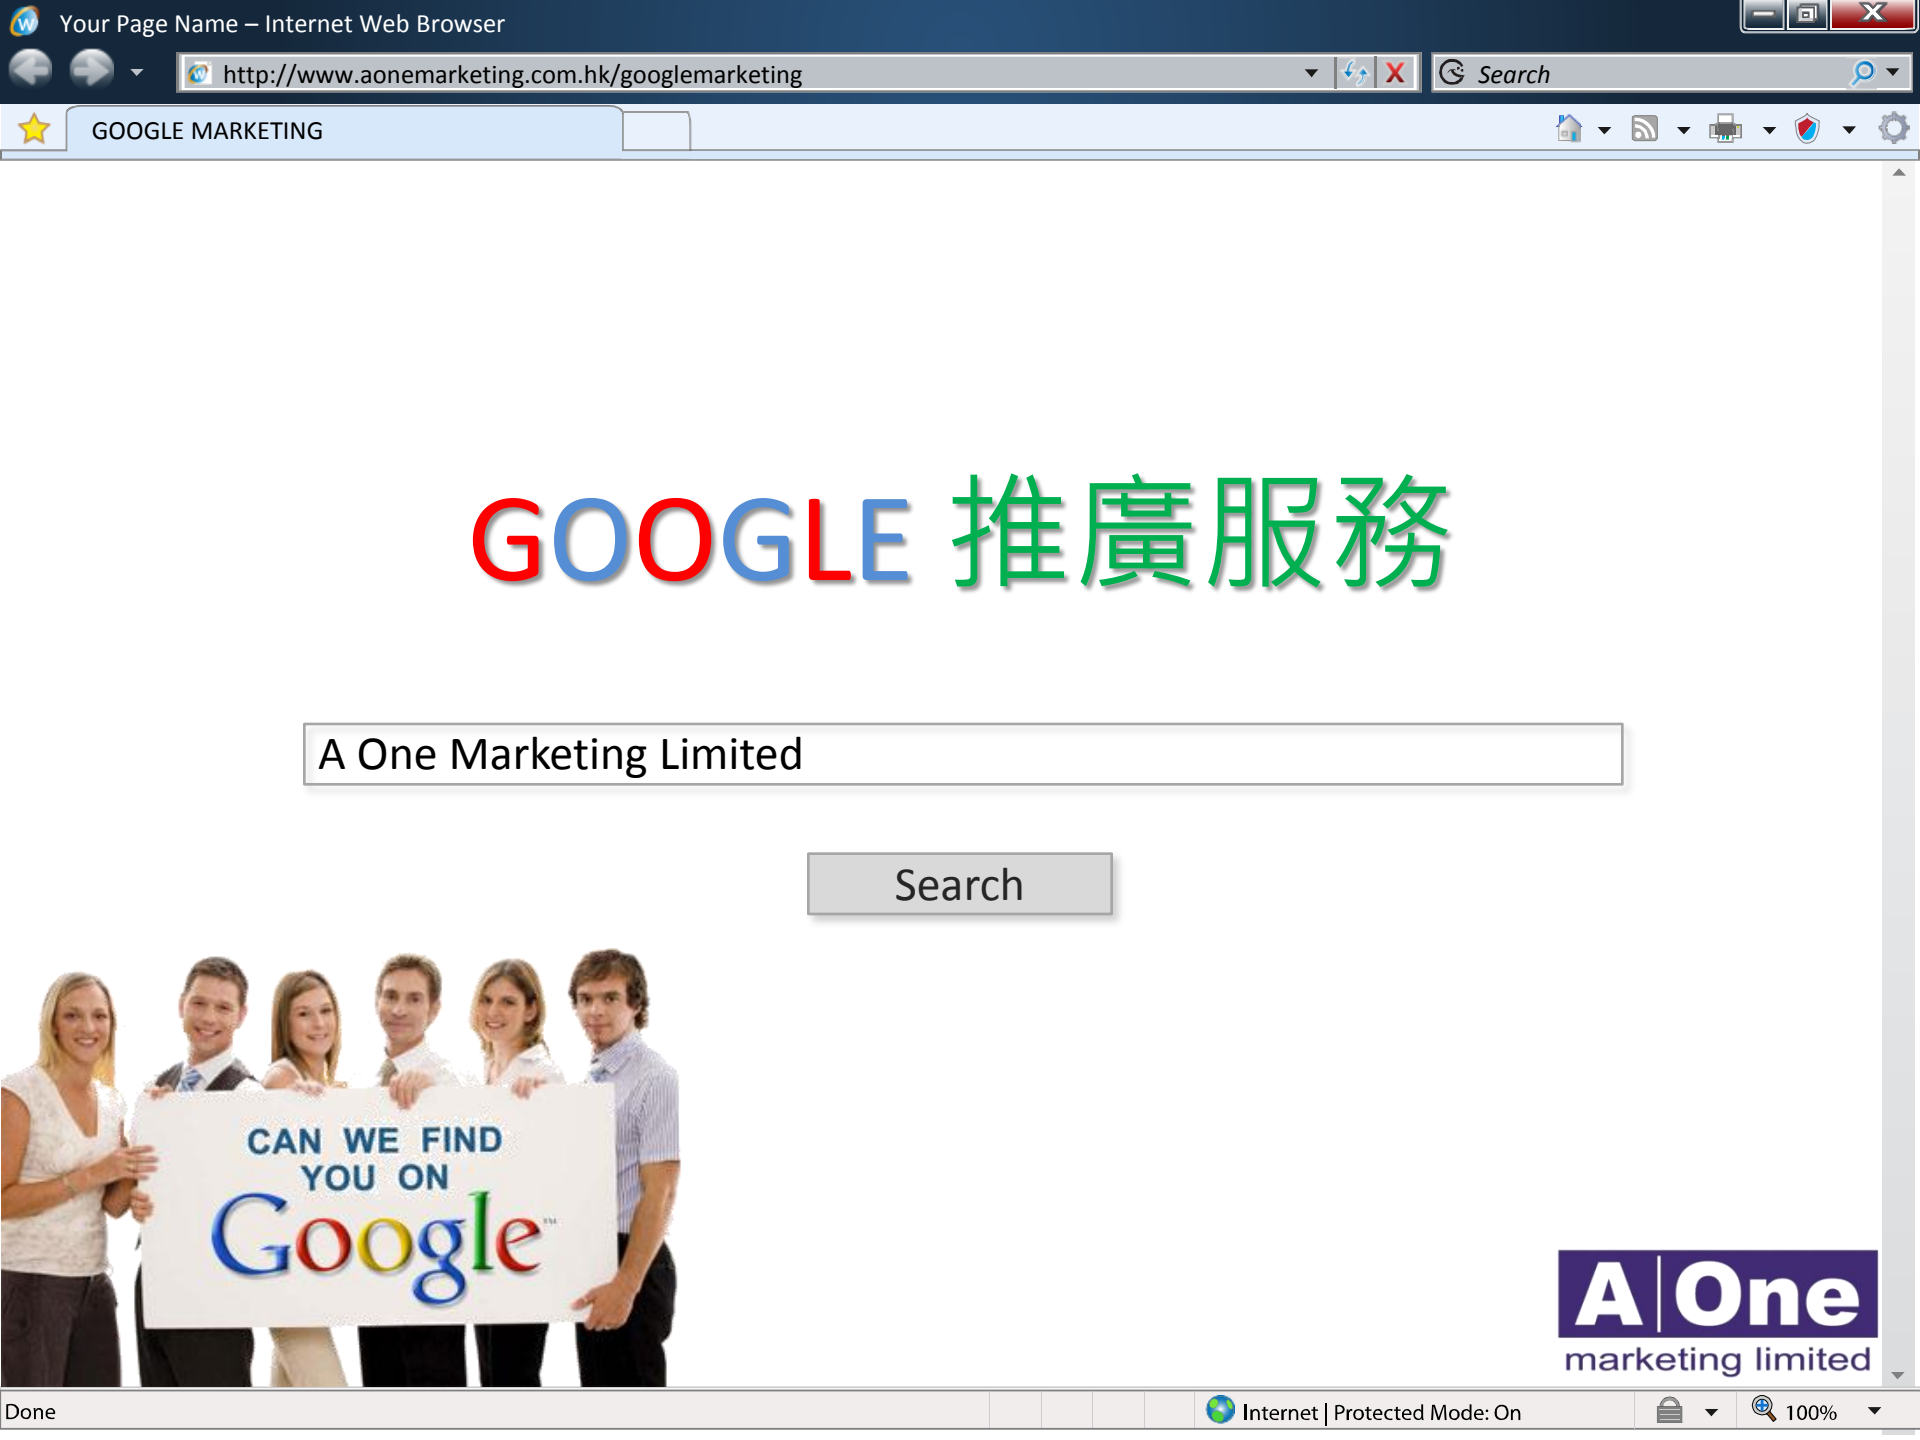 Your Page Name – Internet Web Browser
http://www.aonemarketing.com.hk/googlemarketing
Search
GOOGLE MARKETING
GOOGLE 推廣服務
A One Marketing Limited
Search
CAN WE FIND
YOU ON
Google™
A One
marketing limited
Done
Internet | Protected Mode: On
100%